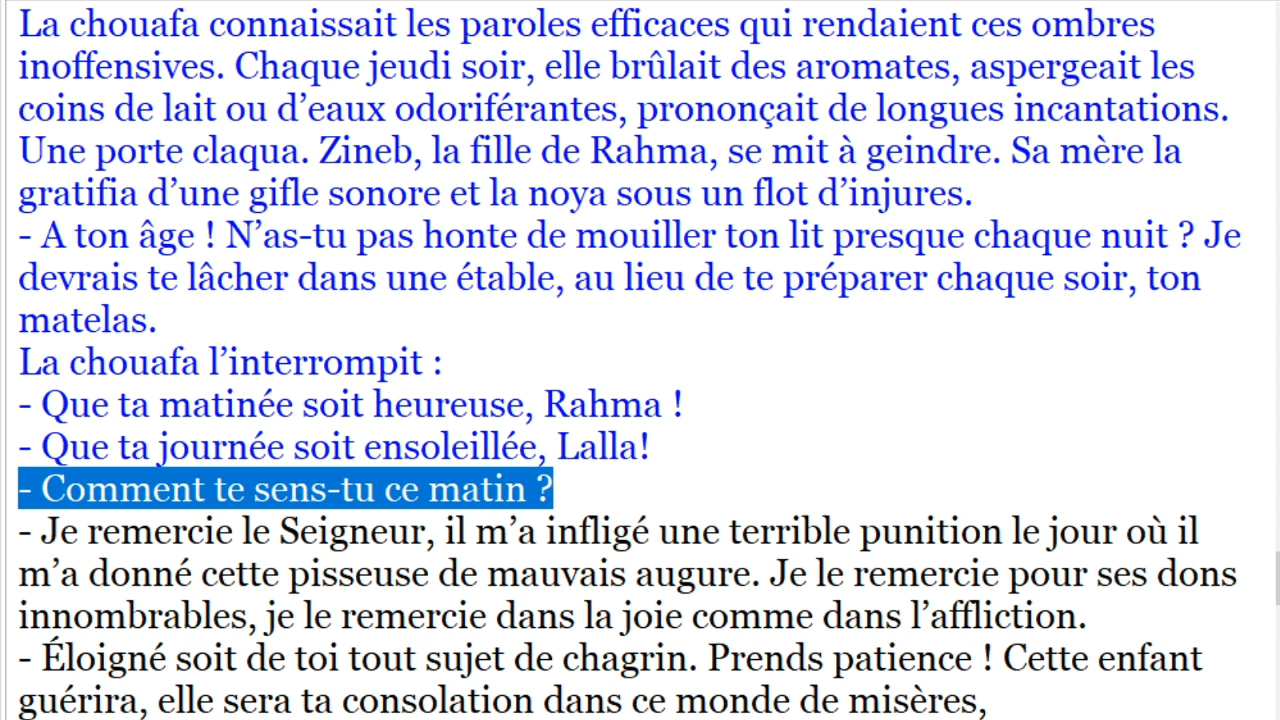 La chouafa connaissait les paroles efficaces qui rendaient ces ombres
inoffensives. Chaque jeudi soir, elle brûlait des aromates, aspergeait les
coins de lait ou d’eaux odoriférantes, prononçait de longues incantations.
Une porte claqua. Zineb, la fille de Rahma, se mit à geindre. Sa mère la
gratifia d’une gifle sonore et la noya sous un flot d’injures.
- A ton âge ! N’as-tu pas honte de mouiller ton lit presque chaque nuit ? Je
devrais te lâcher dans une étable, au lieu de te préparer chaque soir, ton
matelas.
La chouafa l’interrompit :
- Que ta matinée soit heureuse, Rahma !
- Que ta journée soit ensoleillée, Lalla!
- Comment te sens-tu ce matin ?
- Je remercie le Seigneur, il m’a infligé une terrible punition le jour où il
m’a donné cette pisseuse de mauvais augure. Je le remercie pour ses dons
innombrables, je le remercie dans la joie comme dans l’affliction.
- Éloigné soit de toi tout sujet de chagrin. Prends patience ! Cette enfant
guérira, elle sera ta consolation dans ce monde de misères,